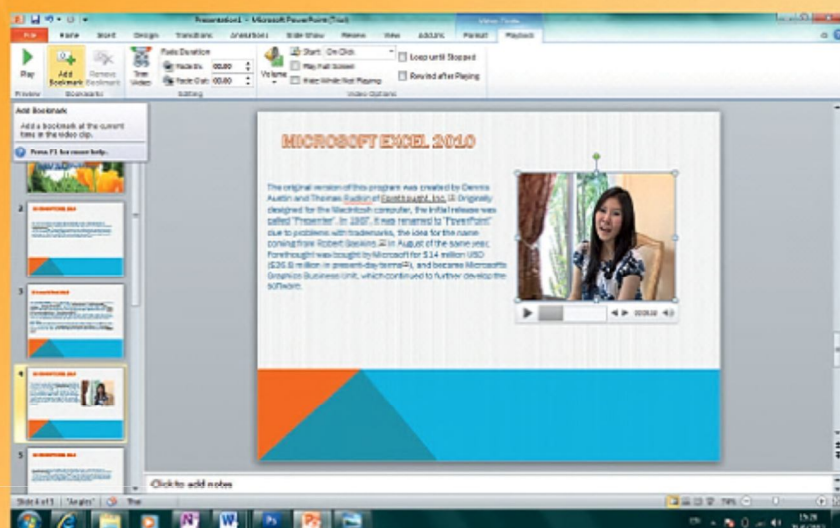 Presentation1 - Microsoft PowerPoint (Trial)
Video Tools
File Home Insert Design Transitions Animations Slide Show Review View Add-Ins Format Playback
Play
Add Bookmark
Remove Bookmark
Trim Video
Fade Duration
Fade In: 00.00
Fade Out: 00.00
Volume
Start: On Click
Play Full Screen
Hide While Not Playing
Loop until Stopped
Rewind after Playing
Preview Bookmarks Editing Video Options
Add Bookmark
Add a bookmark at the current
time in the video clip.
Press F1 for more help.
MICROSOFT EXCEL 2010
The original version of this program was created by Dennis
Austin and Thomas Rudkin of Forethought, Inc. Originally
designed for the Macintosh computer, the initial release was
called "Presenter". In 1987, it was renamed to "PowerPoint"
due to problems with trademarks, the idea for the name
coming from Robert Gaskins. In August of the same year,
Forethought was bought by Microsoft for $14 million USD
in present-day terms, and became Microsoft's
Graphics Business Unit, which continued to further develop the
software.
2
3
4
5
Click to add notes
Slide 4 of 5 "Angles" Thai